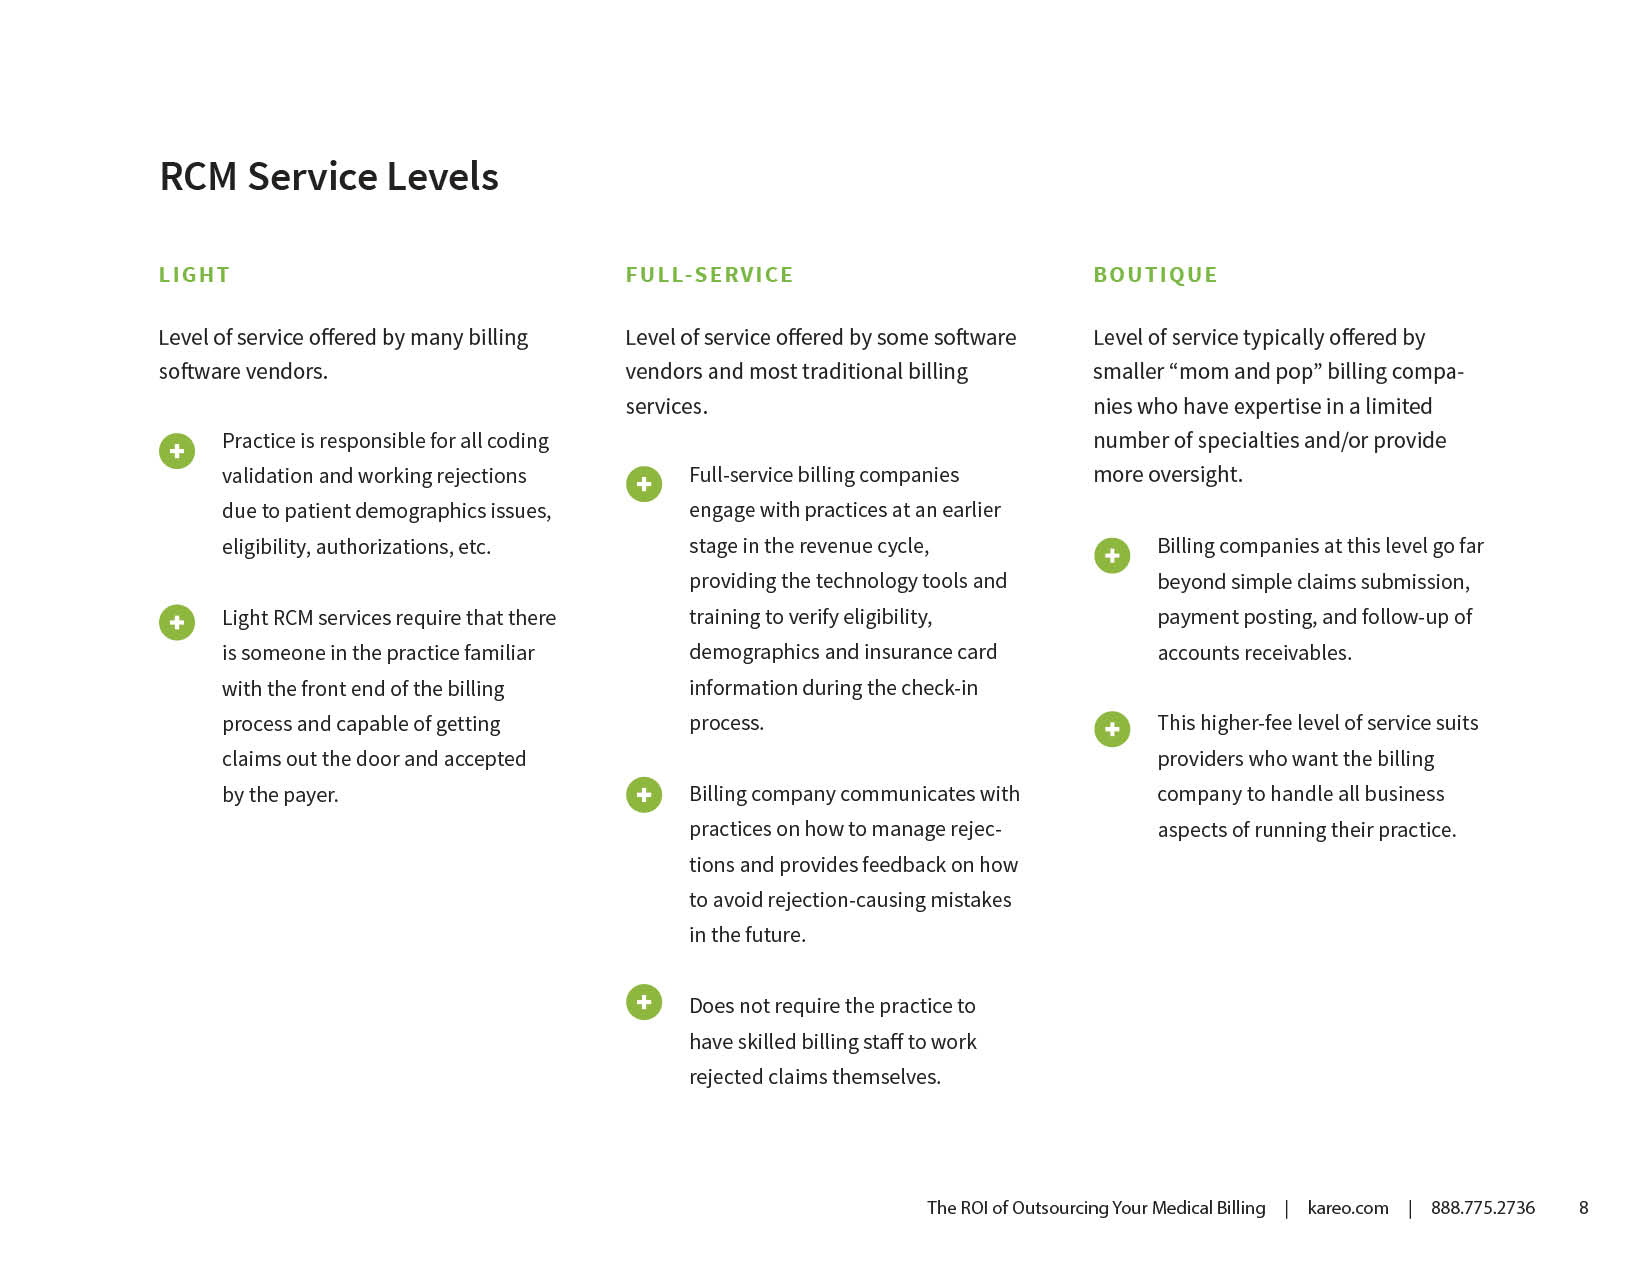 RCM Service Levels
LIGHT
Level of service offered by many billing
software vendors.
Practice is responsible for all coding
validation and working rejections
due to patient demographics issues,
eligibility, authorizations, etc.
Light RCM services require that there
is someone in the practice familiar
with the front end of the billing
process and capable of getting
claims out the door and accepted
by the payer.
FULL-SERVICE
Level of service offered by some software
vendors and most traditional billing
services.
Full-service billing companies
engage with practices at an earlier
stage in the revenue cycle,
providing the technology tools and
training to verify eligibility,
demographics and insurance card
information during the check-in
process.
Billing company communicates with
practices on how to manage rejec-
tions and provides feedback on how
to avoid rejection-causing mistakes
in the future.
Does not require the practice to
have skilled billing staff to work
rejected claims themselves.
BOUTIQUE
Level of service typically offered by
smaller “mom and pop” billing compa-
nies who have expertise in a limited
number of specialties and/or provide
more oversight.
Billing companies at this level go far
beyond simple claims submission,
payment posting, and follow-up of
accounts receivables.
This higher-fee level of service suits
providers who want the billing
company to handle all business
aspects of running their practice.
The ROI of Outsourcing Your Medical Billing | kareo.com | 888.775.2736 8